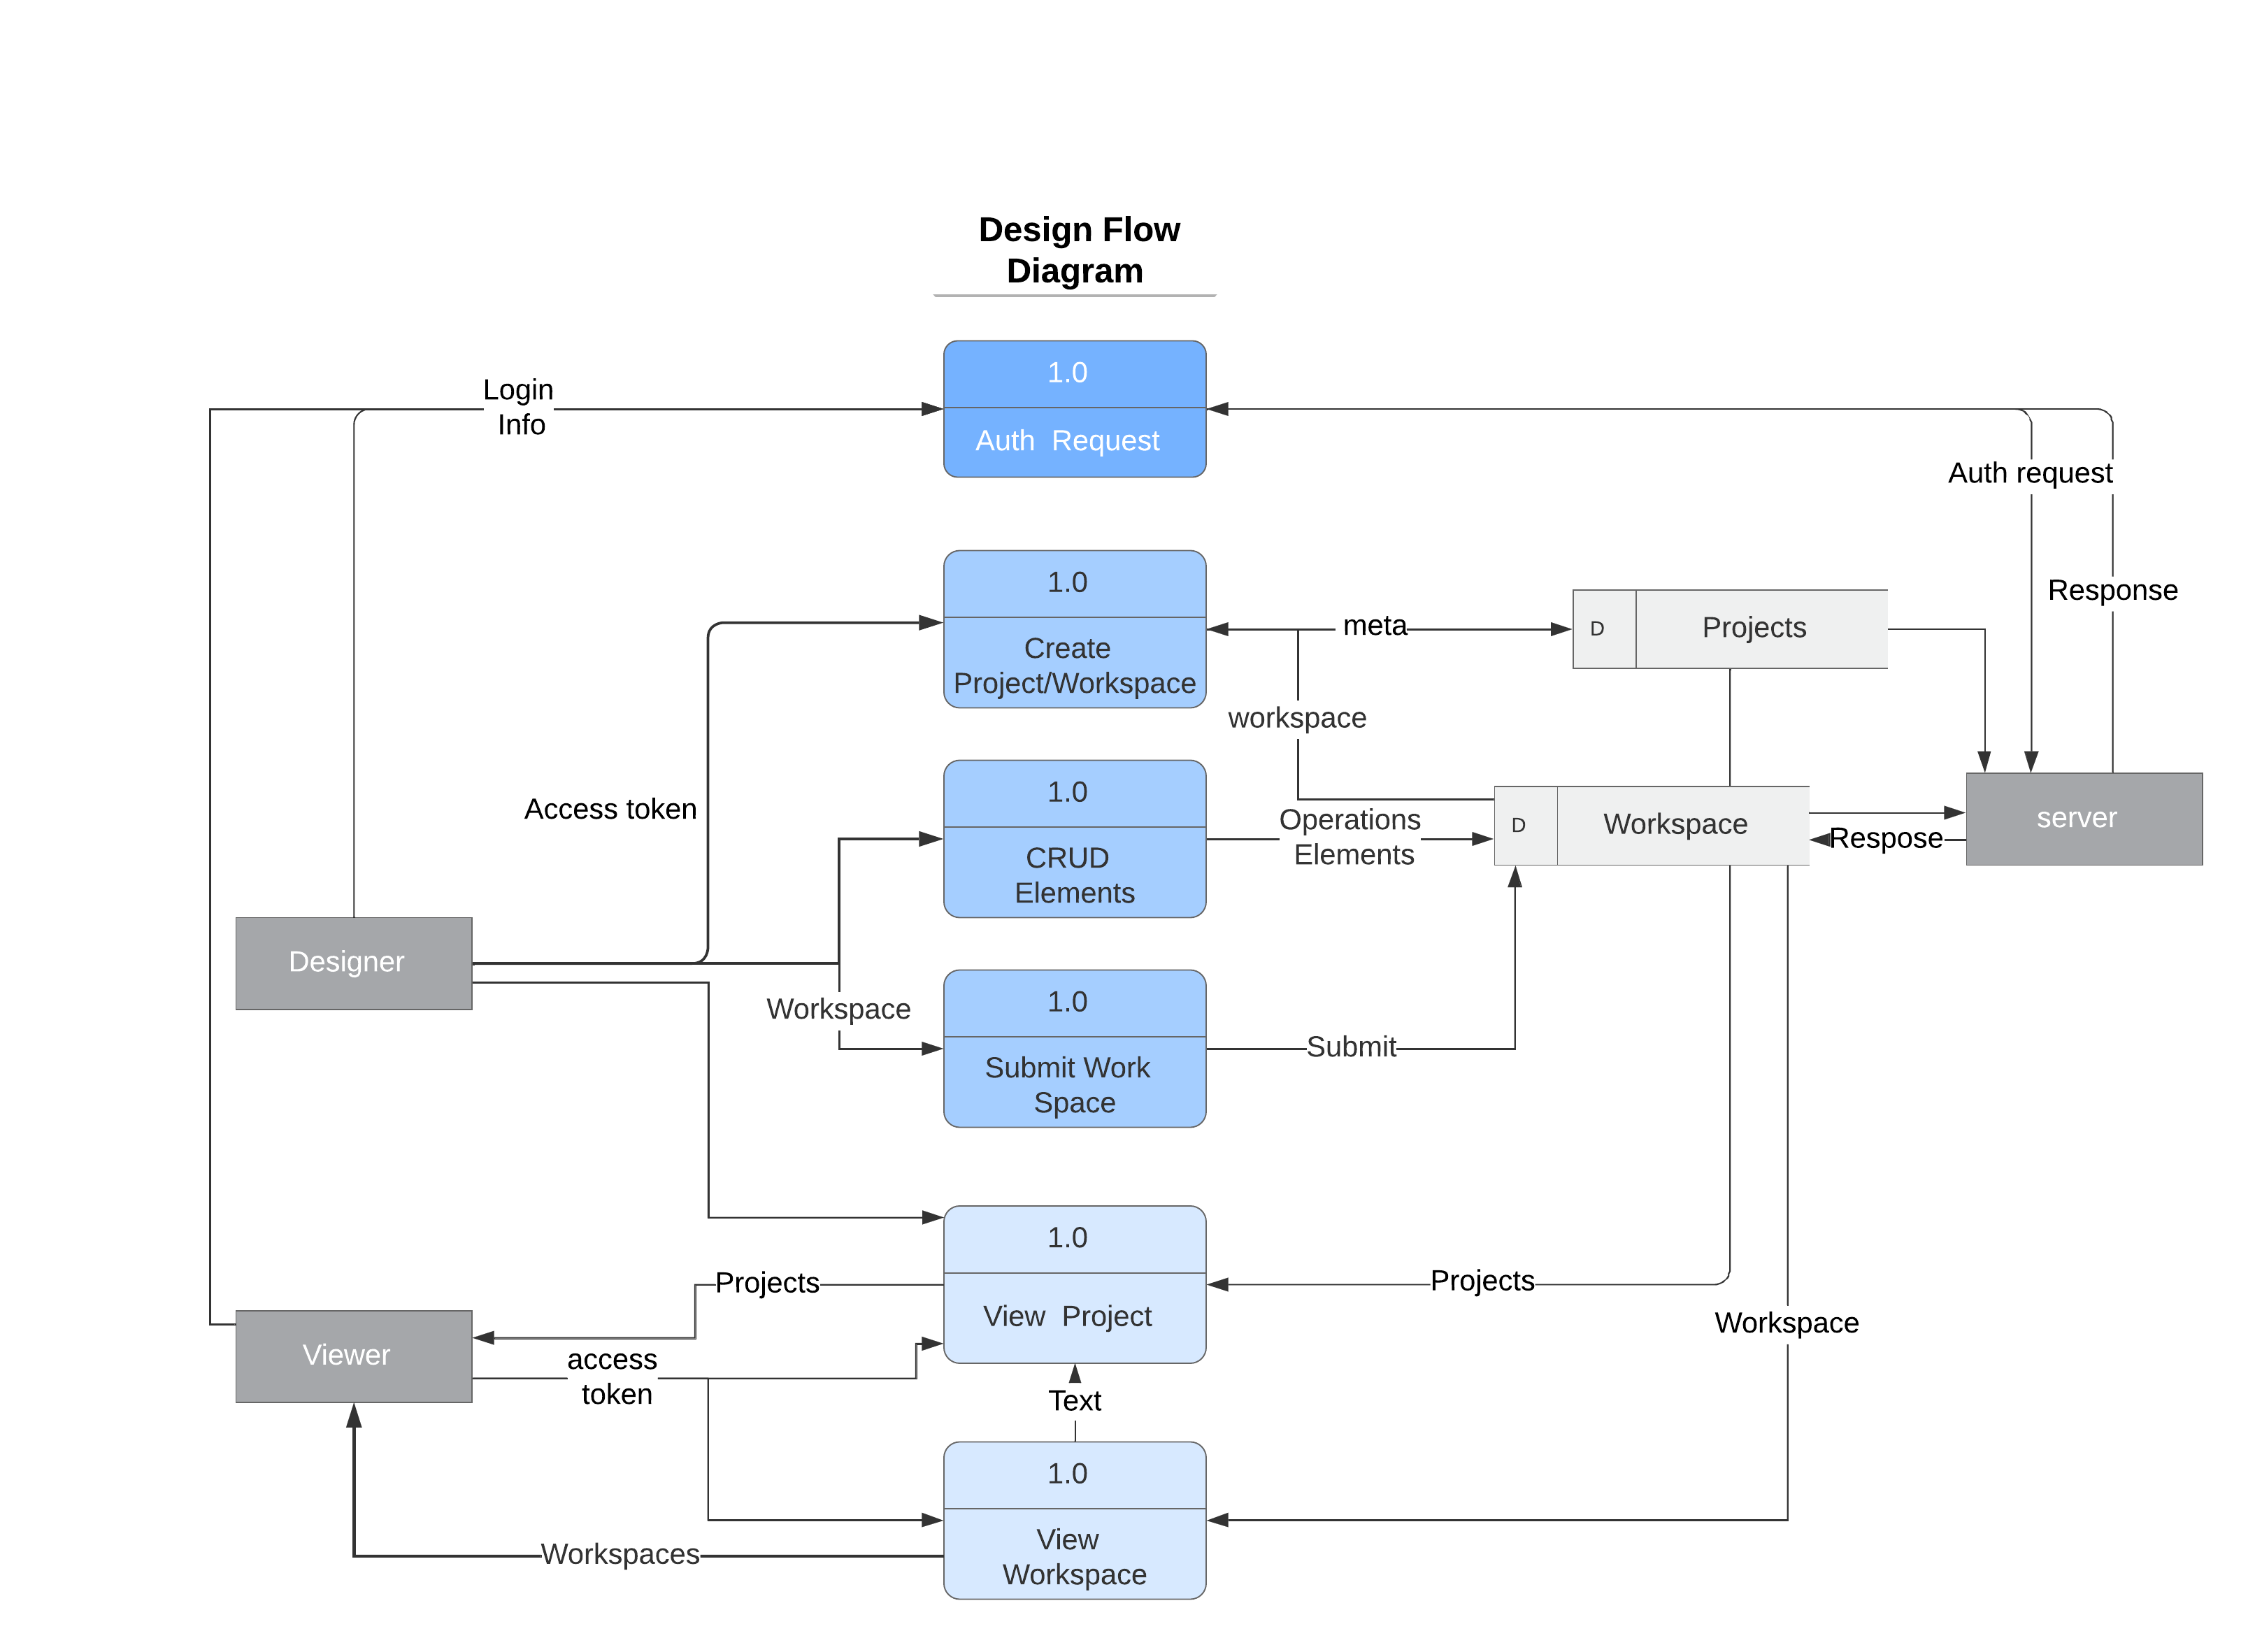 Design Flow
Diagram
1.0
Auth Request
Login
Info
Auth request
Response
1.0
Create
Project/Workspace
meta
D
Projects
workspace
1.0
CRUD
Elements
Access token
Operations
Elements
D
Workspace
Respose
server
Designer
Workspace
1.0
Submit Work
Space
Submit
1.0
View Project
Projects
Projects
Workspace
Viewer
access
token
Text
1.0
View
Workspace
Workspaces